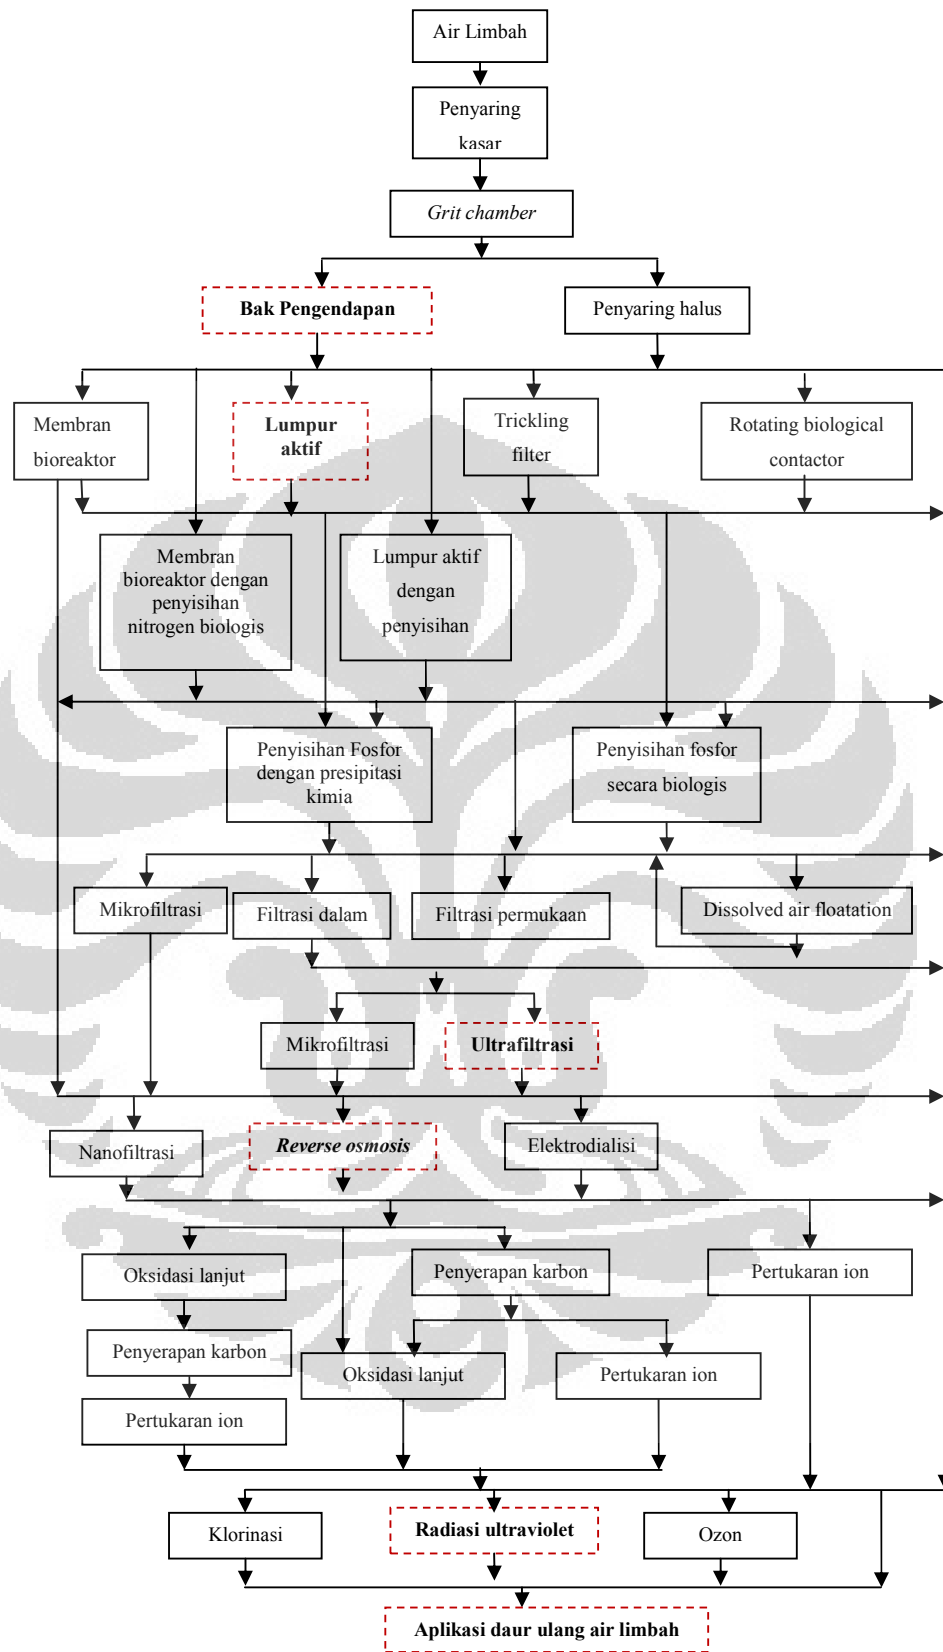 Air Limbah
Penyaring
kasar
Grit chamber
Bak Pengendapan
Penyaring halus
Membran
bioreaktor
Lumpur
aktif
Trickling
filter
Rotating biological
contactor
Membran
bioreaktor dengan
penyisihan
nitrogen biologis
Lumpur aktif
dengan
penyisihan
Penyisihan Fosfor
dengan presipitasi
kimia
Penyisihan fosfor
secara biologis
Mikrofiltrasi
Filtrasi dalam
Filtrasi permukaan
Dissolved air floatation
Mikrofiltrasi
Ultrafiltrasi
Nanofiltrasi
Reverse osmosis
Elektrodialisi
Oksidasi lanjut
Penyerapan karbon
Pertukaran ion
Penyerapan karbon
Oksidasi lanjut
Pertukaran ion
Pertukaran ion
Klorinasi
Radiasi ultraviolet
Ozon
Aplikasi daur ulang air limbah